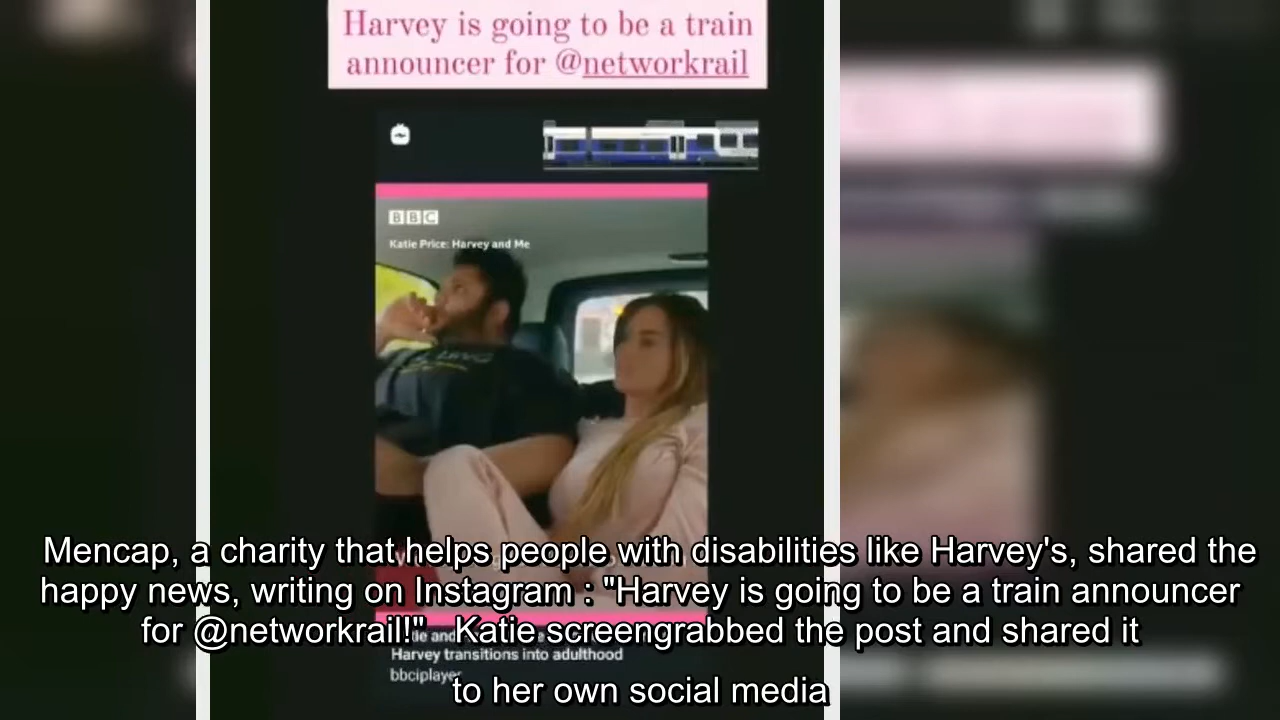 Harvey is going to be a train
announcer for @networkrail
BBC
Katie Price: Harvey and Me
Mencap, a charity that helps people with disabilities like Harvey's, shared the
happy news, writing on Instagram : "Harvey is going to be a train announcer
for @networkrail!" Katie screengrabbed the post and shared it
Harvey transitions into adulthood
to her own social media